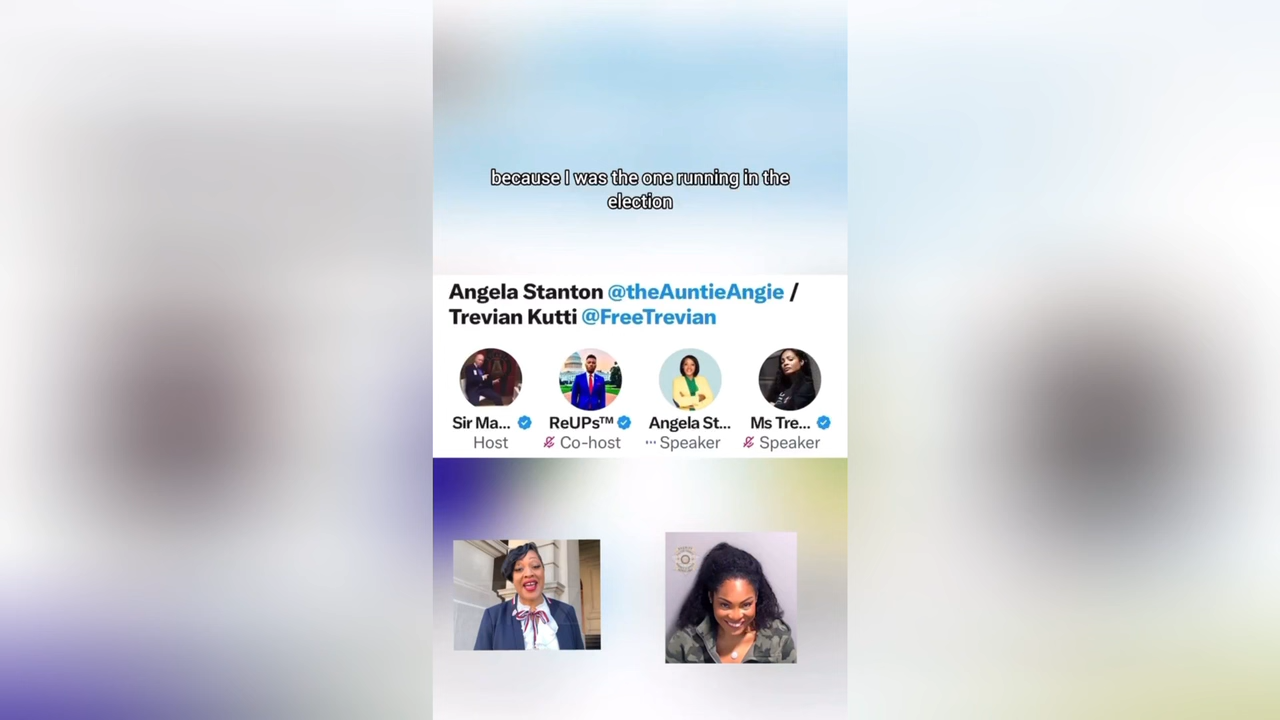 because I was the one running in the
election
Angela Stanton @theAuntieAngie /
Trevian Kutti @FreeTrevian
Sir Ma... ReUPs™ Angela St... Ms Tre...
Host Co-host Speaker Speaker